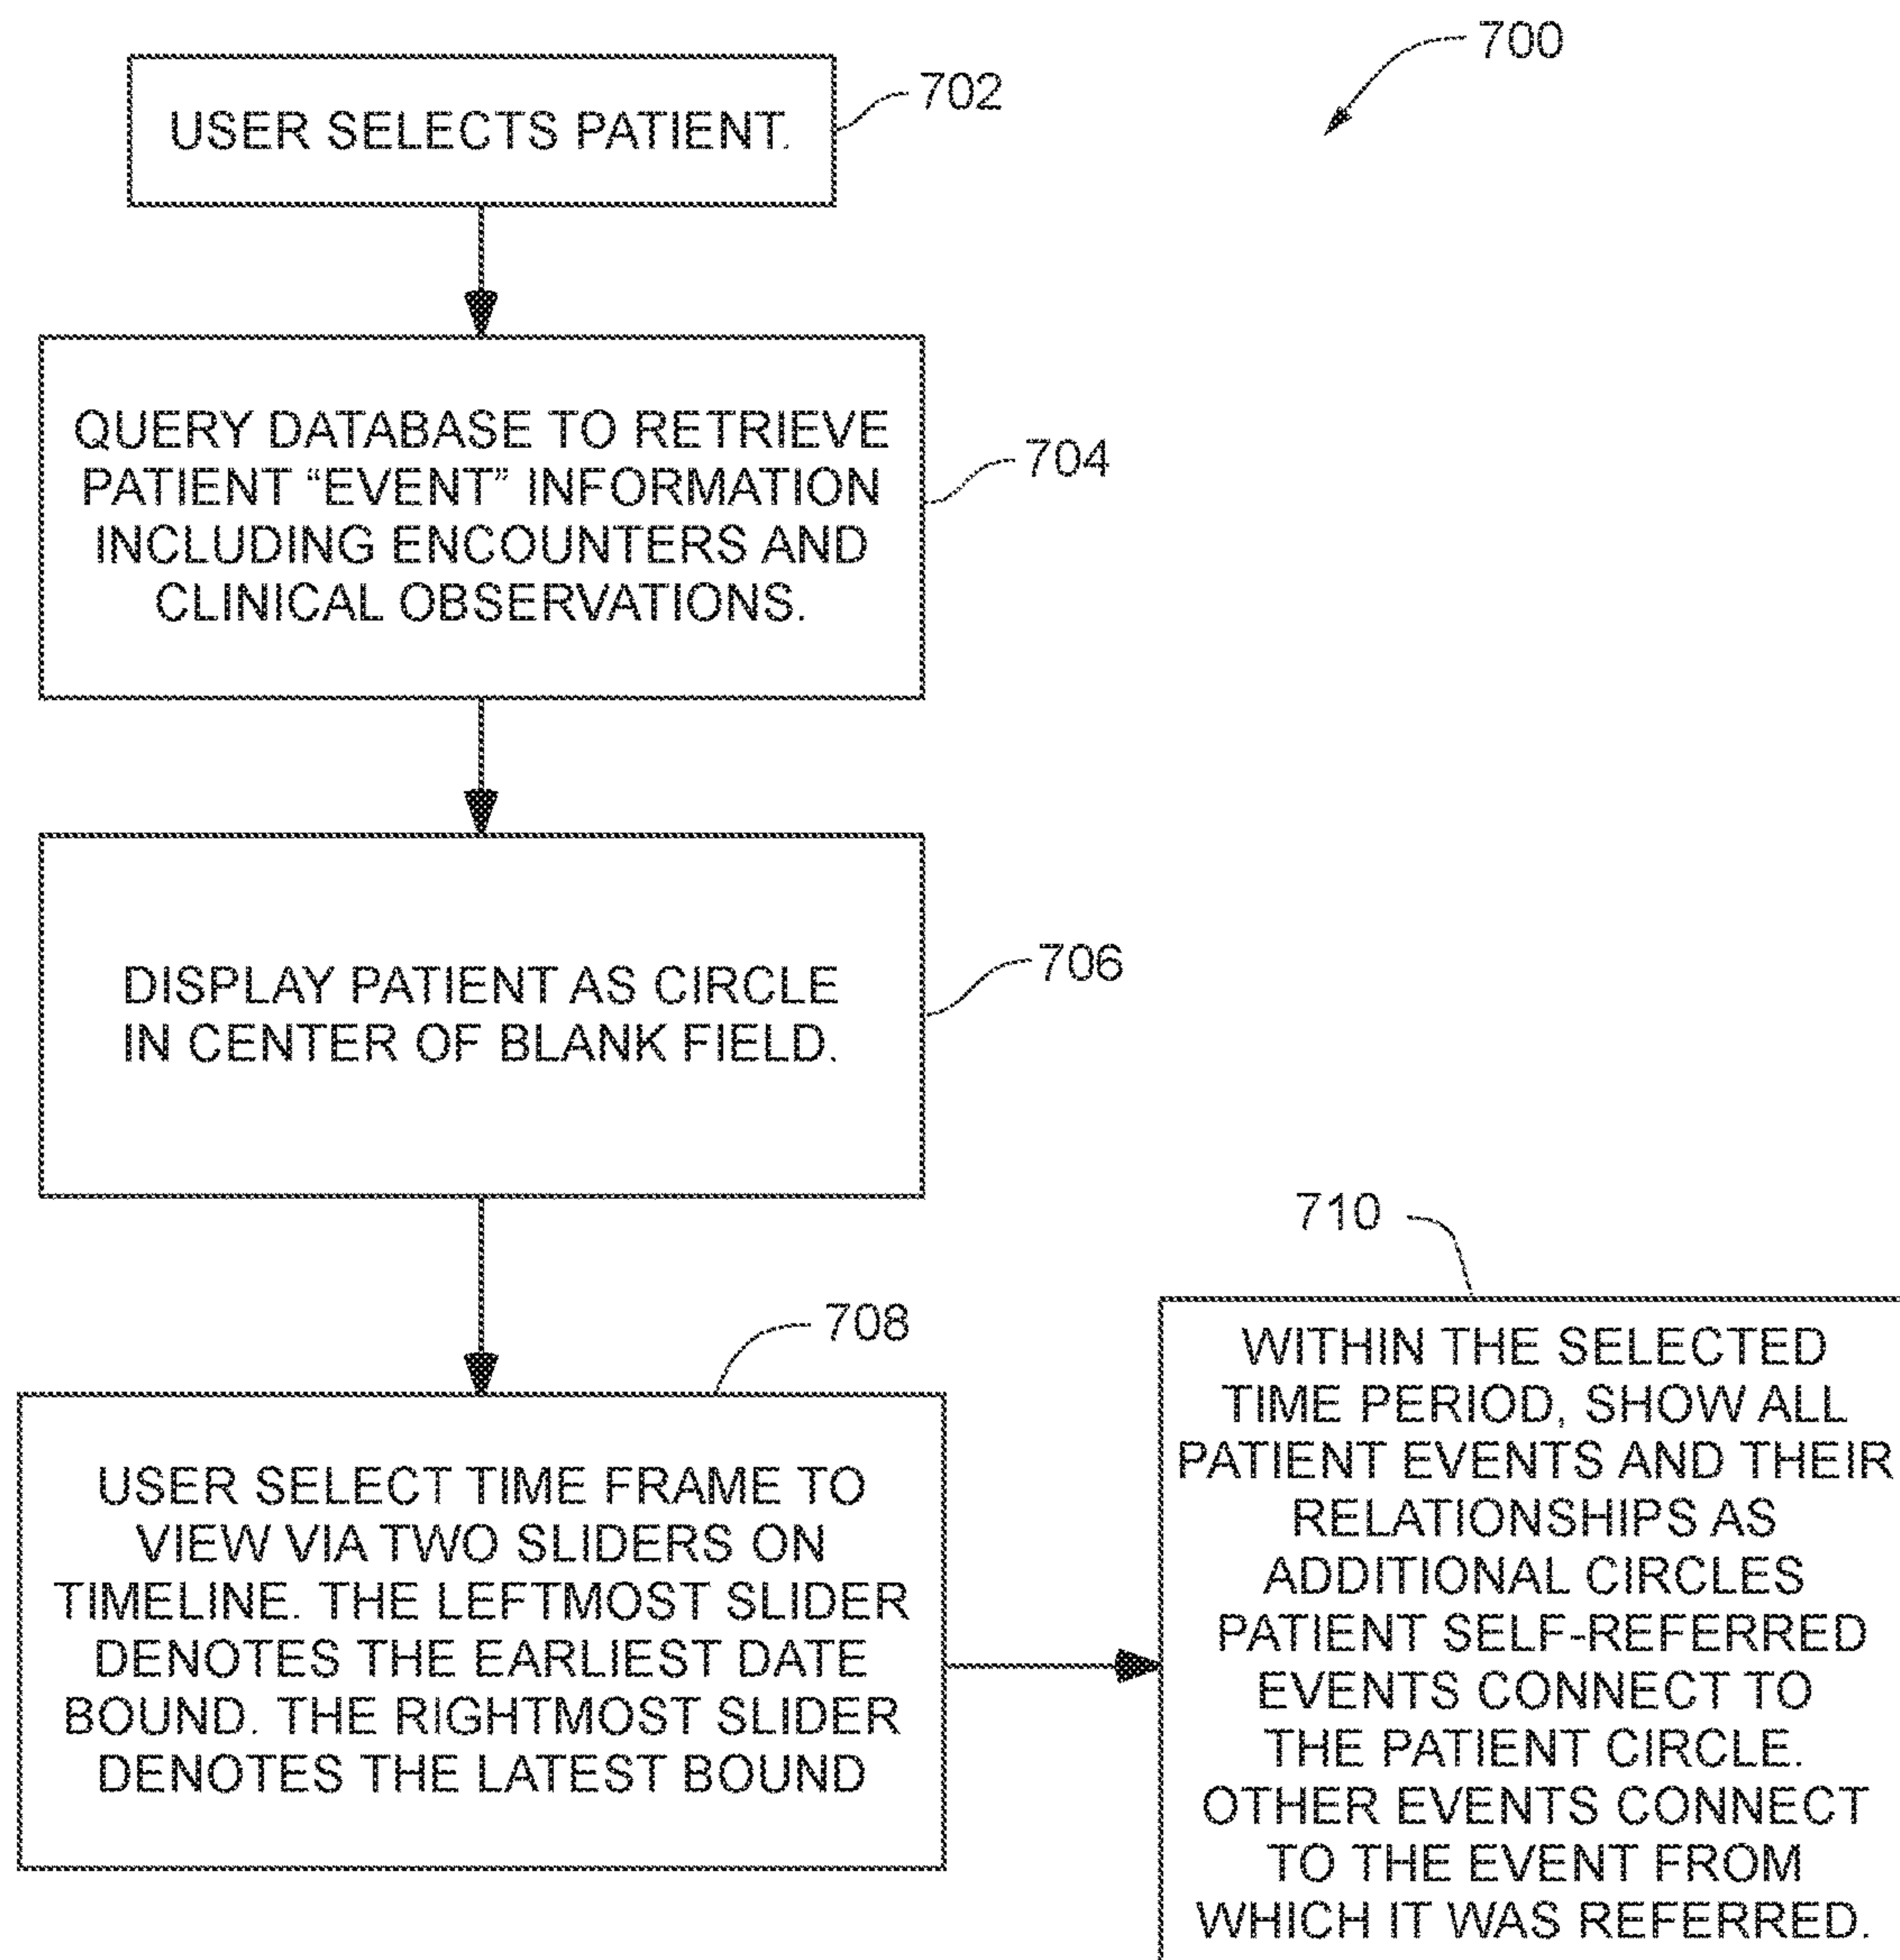 700
USER SELECTS PATIENT.
702
QUERY DATABASE TO RETRIEVE
PATIENT “EVENT” INFORMATION
INCLUDING ENCOUNTERS AND
CLINICAL OBSERVATIONS.
704
DISPLAY PATIENT AS CIRCLE
IN CENTER OF BLANK FIELD.
706
708
USER SELECT TIME FRAME TO
VIEW VIA TWO SLIDERS ON
TIMELINE. THE LEFTMOST SLIDER
DENOTES THE EARLIEST DATE
BOUND. THE RIGHTMOST SLIDER
DENOTES THE LATEST BOUND
710
WITHIN THE SELECTED
TIME PERIOD, SHOW ALL
PATIENT EVENTS AND THEIR
RELATIONSHIPS AS
ADDITIONAL CIRCLES
PATIENT SELF-REFERRED
EVENTS CONNECT TO
THE PATIENT CIRCLE.
OTHER EVENTS CONNECT
TO THE EVENT FROM
WHICH IT WAS REFERRED.